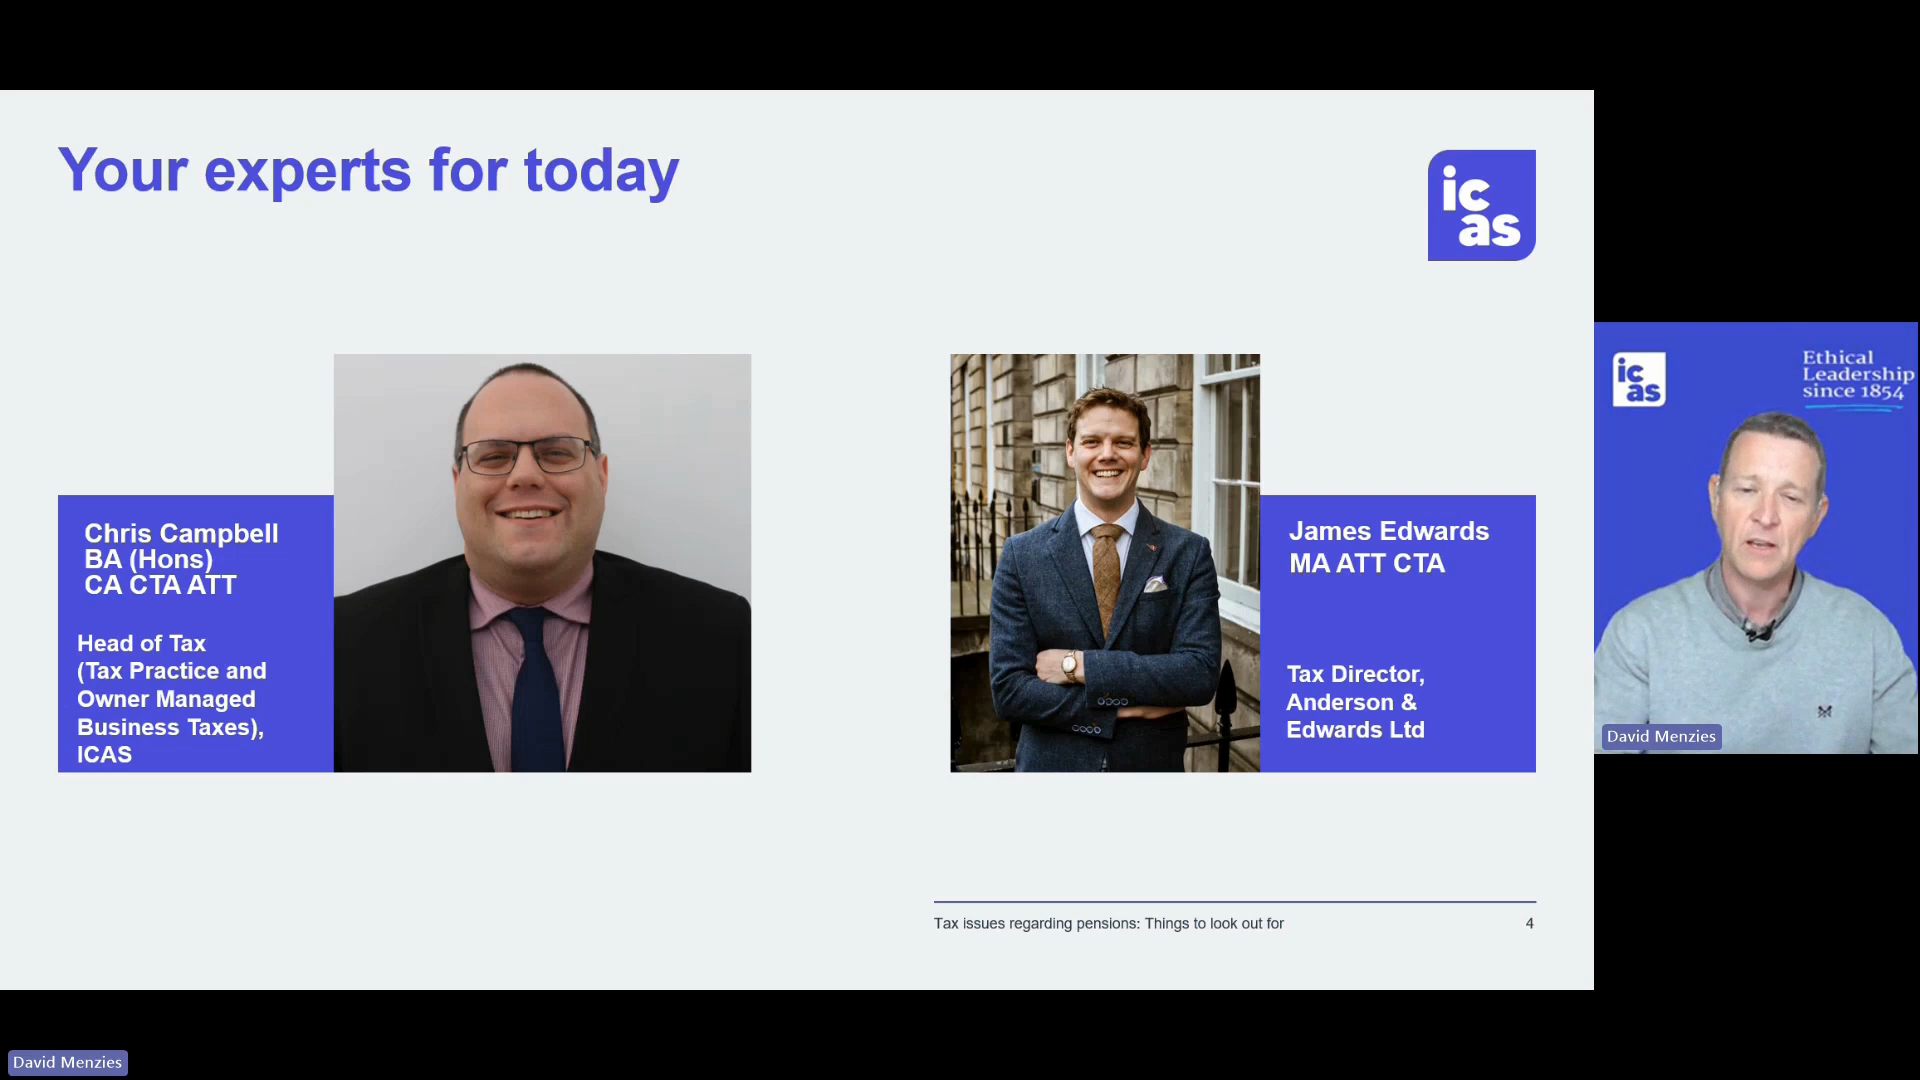 Your experts for today
ic
as
Chris Campbell
BA (Hons)
CA CTA ATT
Head of Tax
(Tax Practice and
Owner Managed
Business Taxes),
ICAS
James Edwards
MA ATT CTA
Tax Director,
Anderson &
Edwards Ltd
Tax issues regarding pensions: Things to look out for
4
ic
as
Ethical
Leadership
since 1854
David Menzies
David Menzies